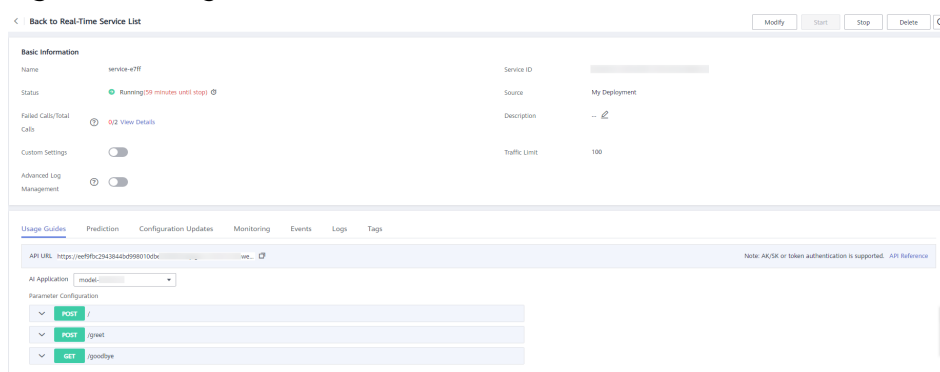 Back to Real-Time Service List
Modify Start Stop Delete
Basic Information
Name service-e7ff Service ID
Status Running(59 minutes until stop) Source My Deployment
Failed Calls/Total Calls 0/2 View Details Description --
Custom Settings Traffic Limit 100
Advanced Log Management
Usage Guides Prediction Configuration Updates Monitoring Events Logs Tags
API URL Note: AK/SK or token authentication is supported. API Reference
AI Application model-
Parameter Configuration
POST /
POST /greet
GET /goodbye